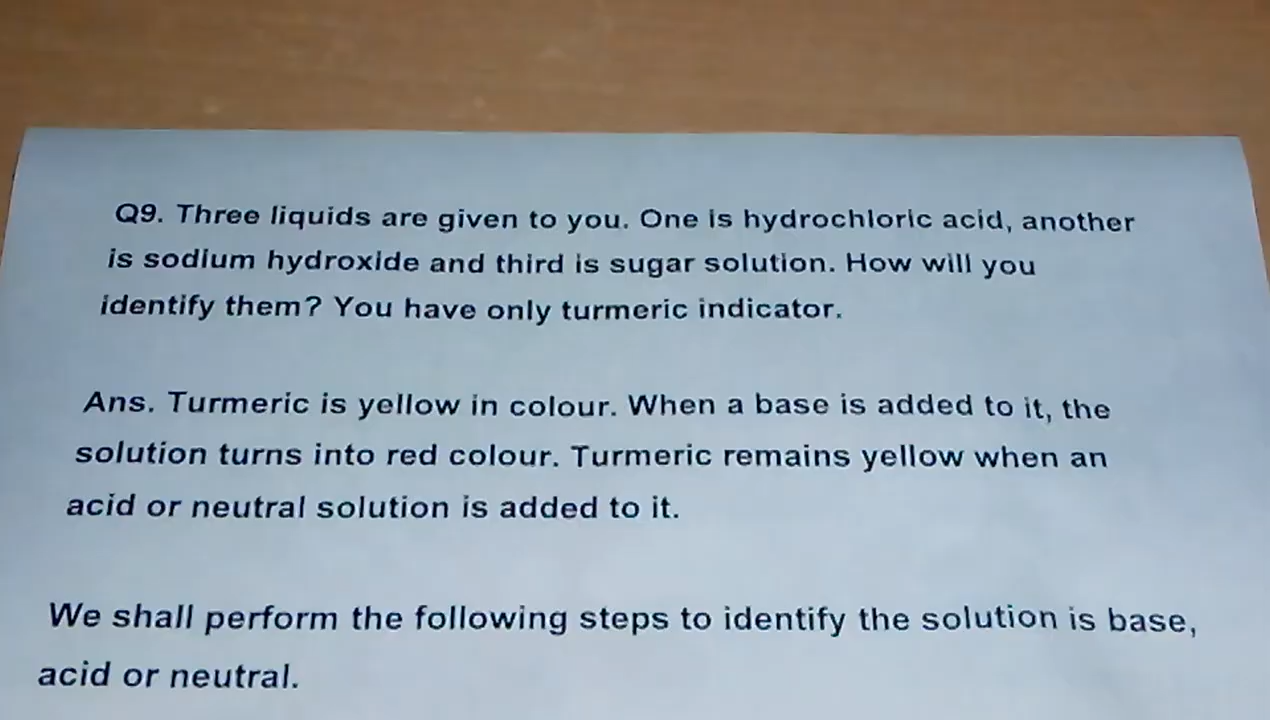 Q9. Three liquids are given to you. One is hydrochloric acid, another
is sodium hydroxide and third is sugar solution. How will you
identify them? You have only turmeric indicator.
Ans. Turmeric is yellow in colour. When a base is added to it, the
solution turns into red colour. Turmeric remains yellow when an
acid or neutral solution is added to it.
We shall perform the following steps to identify the solution is base,
acid or neutral.